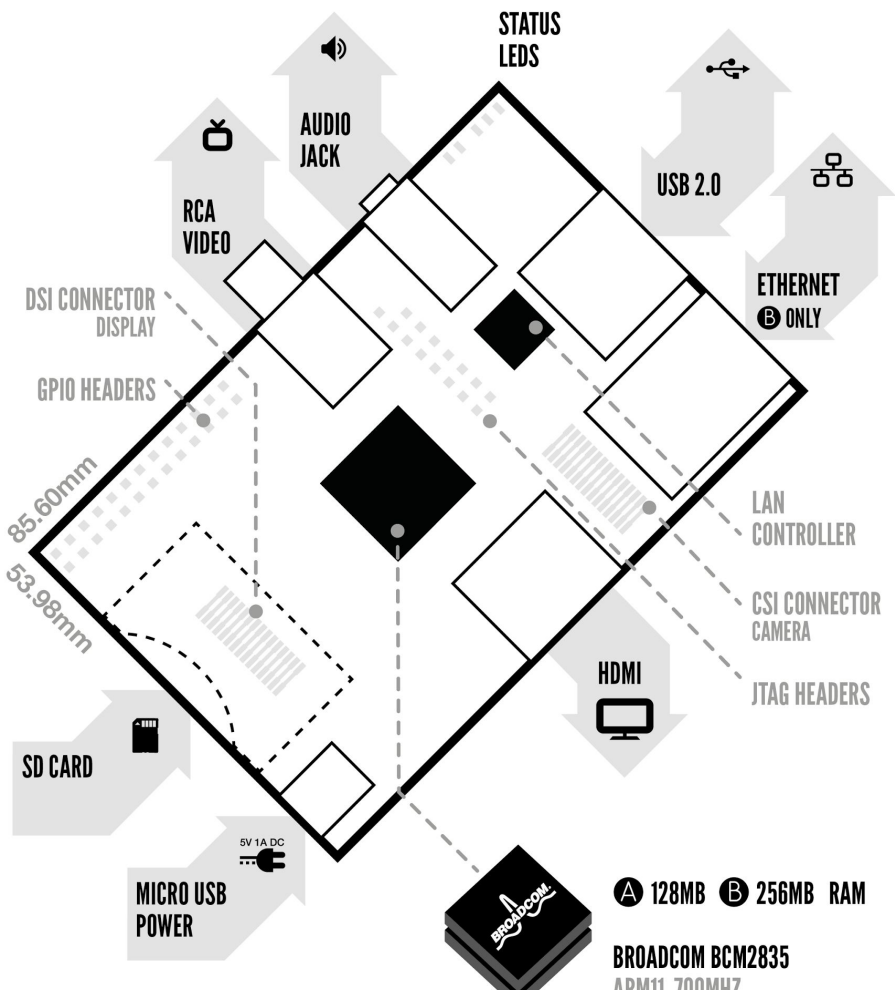 STATUS
LEDS
AUDIO
JACK
USB 2.0
RCA
VIDEO
ETHERNET
B ONLY
DSI CONNECTOR
DISPLAY
GPIO HEADERS
85.60mm
53.98mm
LAN
CONTROLLER
CSI CONNECTOR
CAMERA
JTAG HEADERS
HDMI
SD CARD
5V 1A DC
MICRO USB
POWER
BROADCOM.
A 128MB B 256MB RAM
BROADCOM BCM2835
ARM11 700MHZ